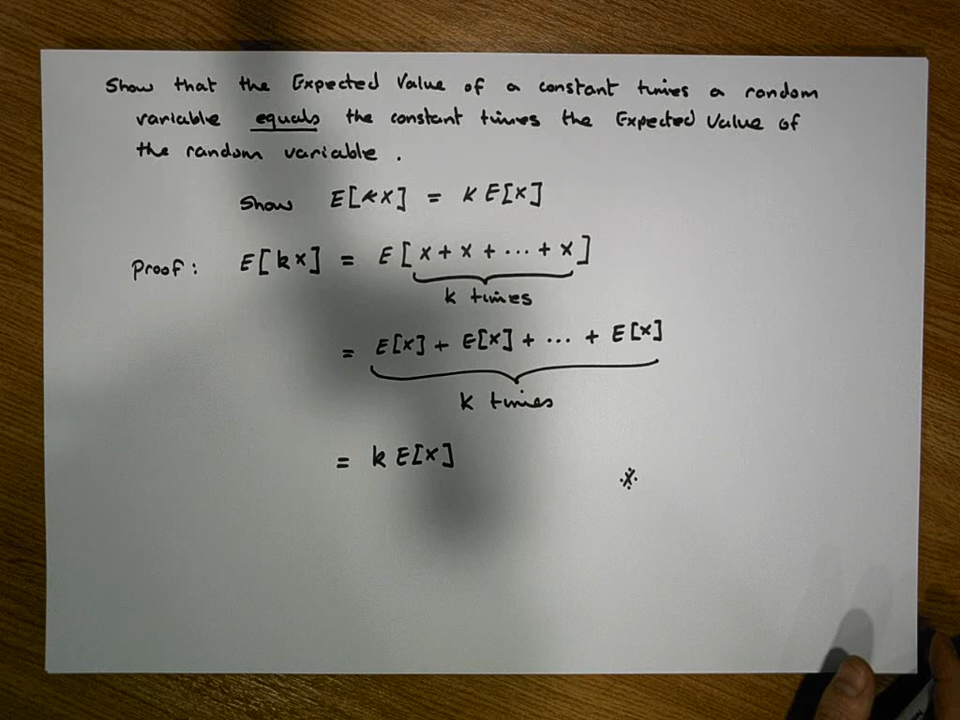 Show that the Expected Value of a constant times a random
variable equals the constant times the Expected Value of
the random variable.
Show E[kX] = k E[X]
Proof: E[kX] = E[X + X + ... + X]
k times
= E[X] + E[X] + ... + E[X]
k times
= k E[X] ※